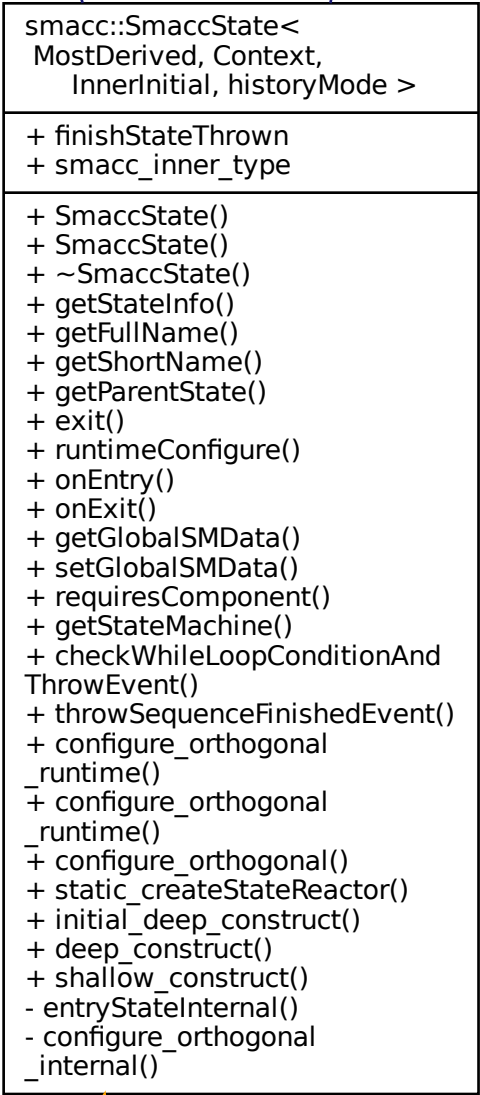 smacc::SmaccState<
MostDerived, Context,
InnerInitial, historyMode >
+ finishStateThrown
+ smacc_inner_type
+ SmaccState()
+ SmaccState()
+ ~SmaccState()
+ getStateInfo()
+ getFullName()
+ getShortName()
+ getParentState()
+ exit()
+ runtimeConfigure()
+ onEntry()
+ onExit()
+ getGlobalSMData()
+ setGlobalSMData()
+ requiresComponent()
+ getStateMachine()
+ checkWhileLoopConditionAnd
ThrowEvent()
+ throwSequenceFinishedEvent()
+ configure_orthogonal
_runtime()
+ configure_orthogonal
_runtime()
+ configure_orthogonal()
+ static_createStateReactor()
+ initial_deep_construct()
+ deep_construct()
+ shallow_construct()
- entryStateInternal()
- configure_orthogonal
_internal()